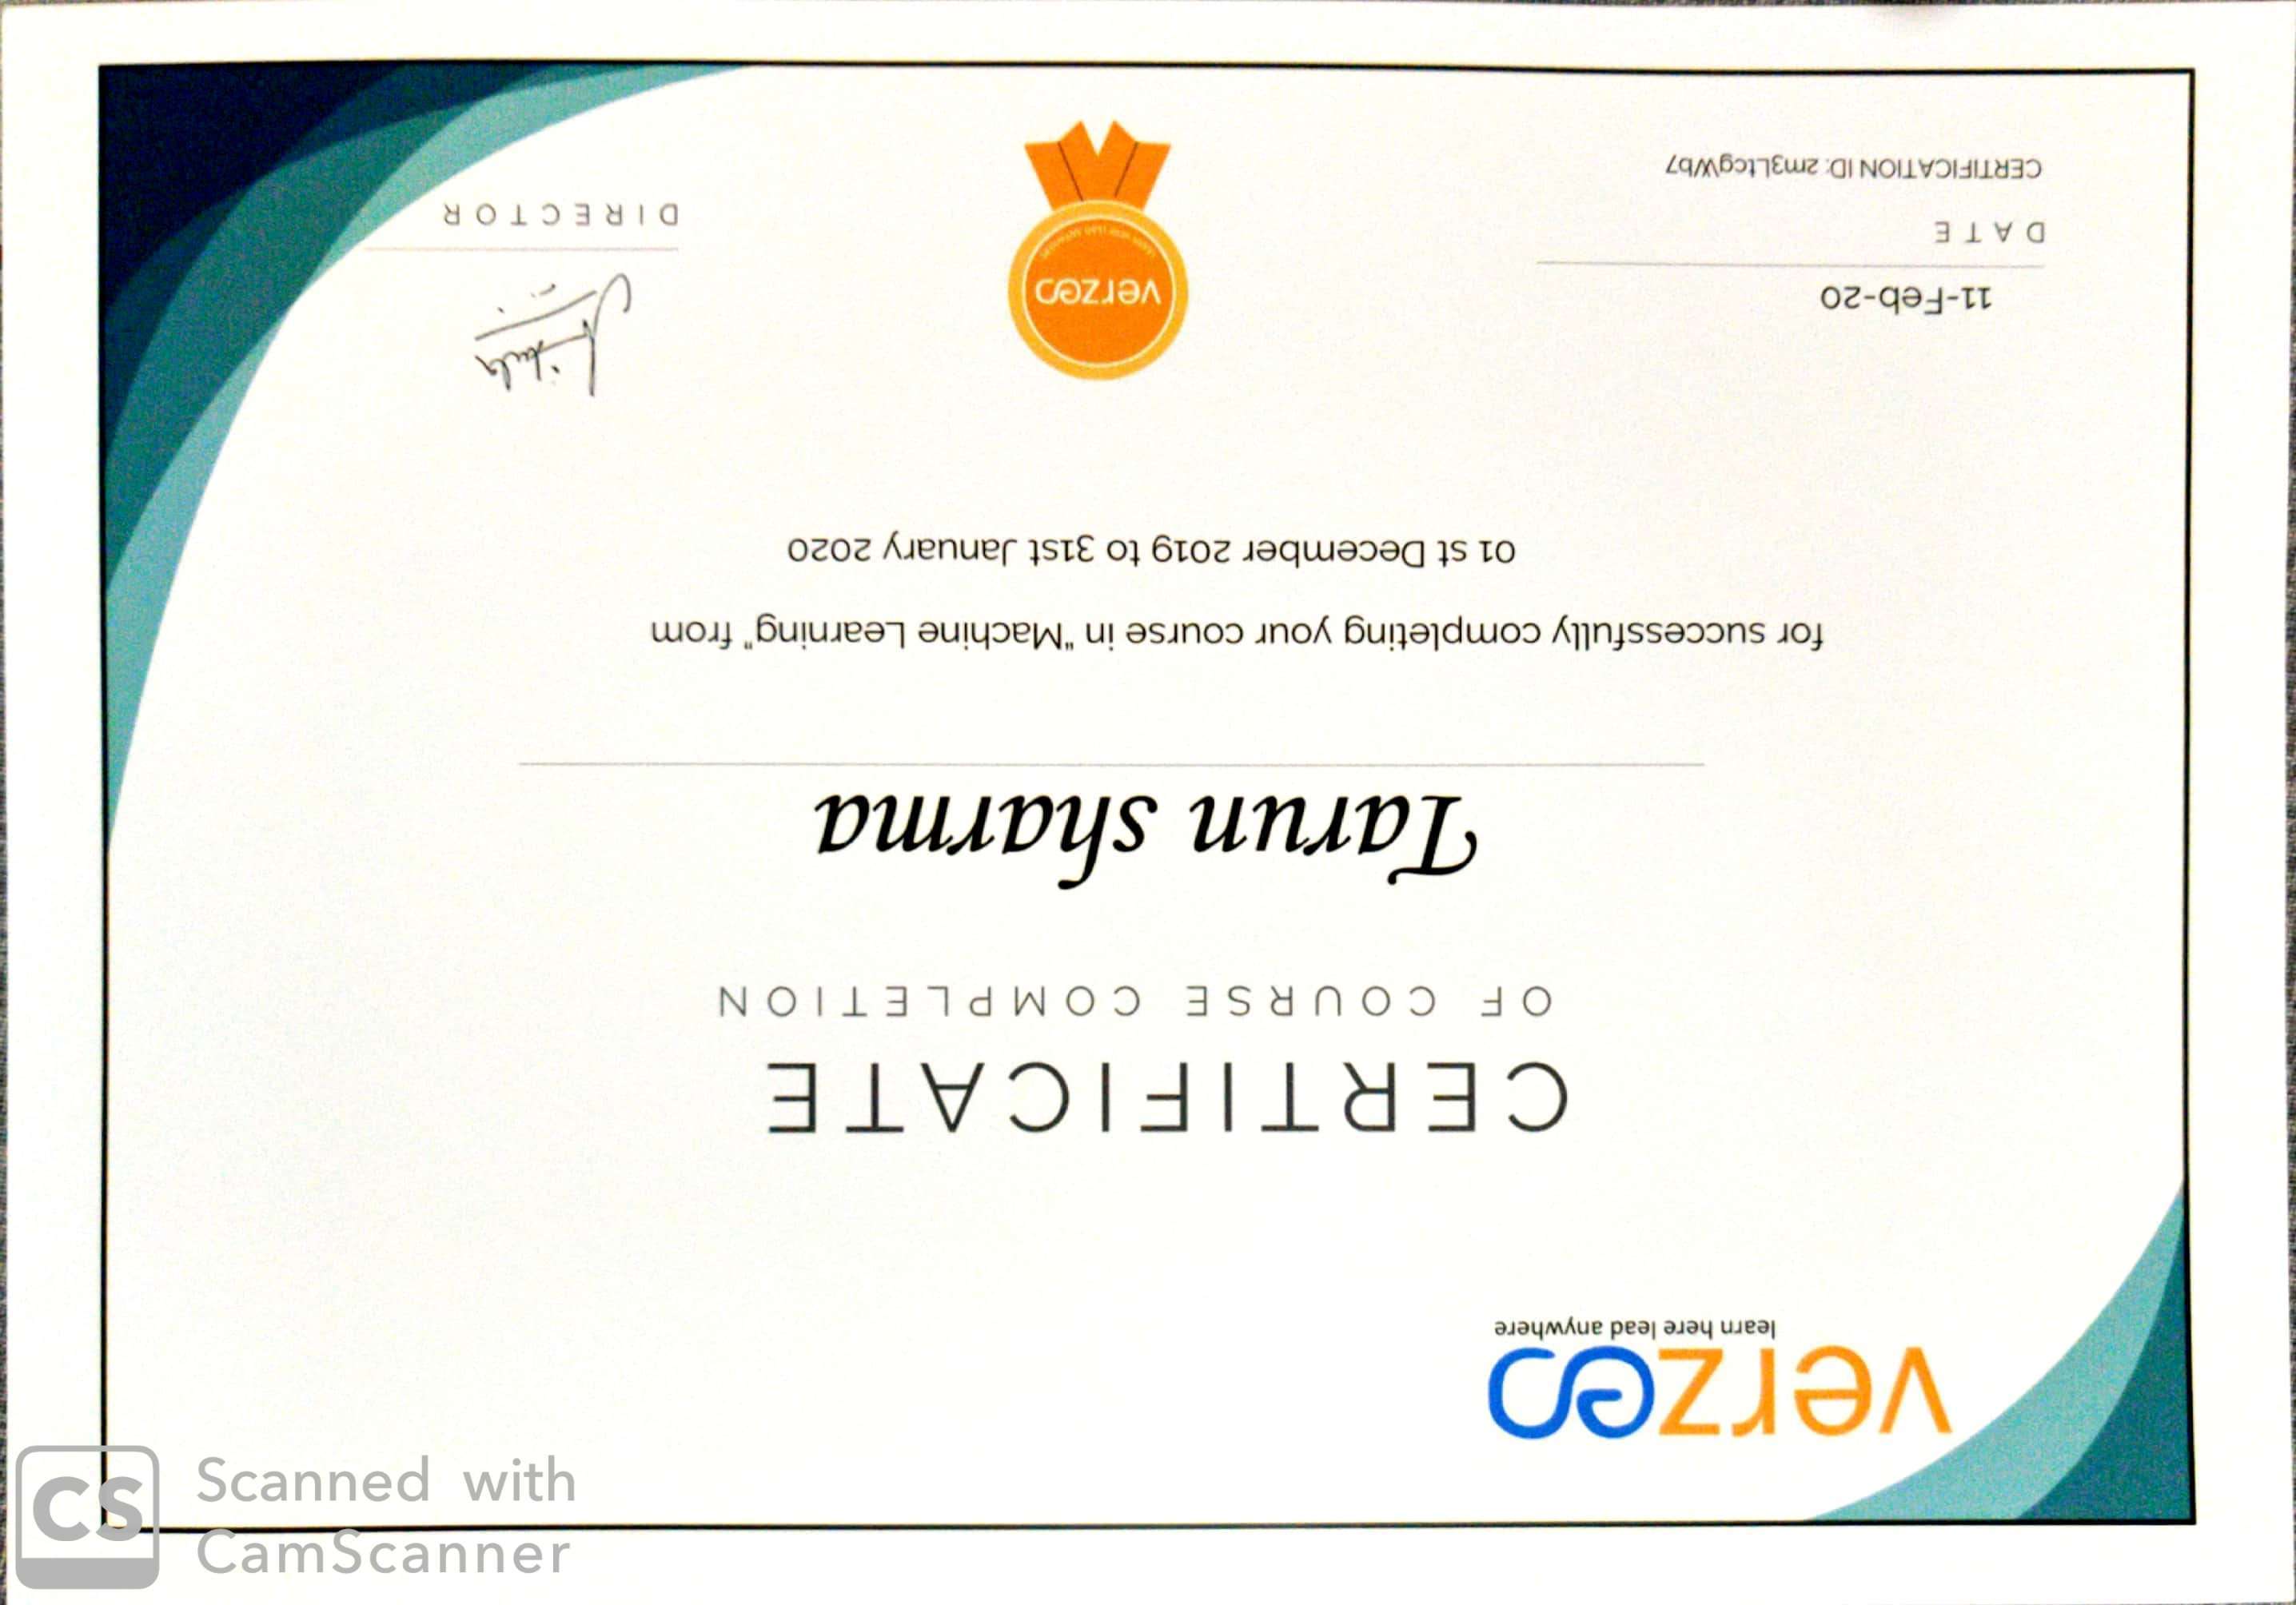 verzeo
learn here lead anywhere
CERTIFICATE
OF COURSE COMPLETION
Tarun sharma
for successfully completing your course in "Machine Learning" from
01 st December 2019 to 31st January 2020
11-Feb-20
DATE
CERTIFICATION ID: 2m3LtcgWb7
verzeo
DIRECTOR
CS
Scanned with
CamScanner